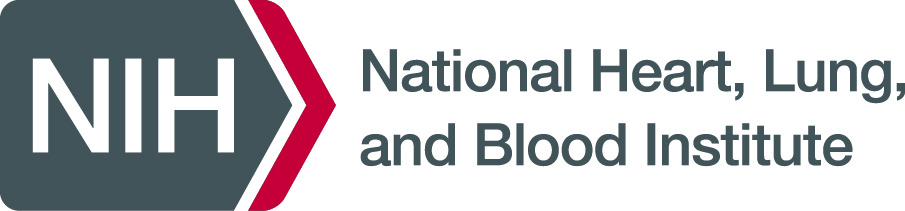 NIH
National Heart, Lung,
and Blood Institute